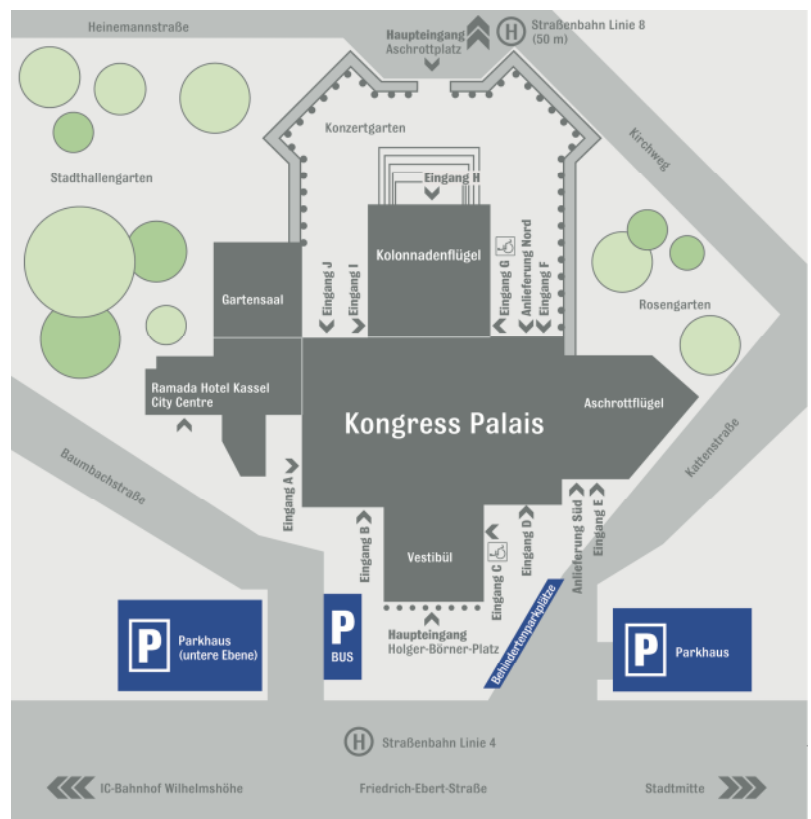 Heinemannstraße
Haupteingang
Aschrottplatz
H
Straßenbahn Linie 8
(50 m)
Konzertgarten
Kirchweg
Stadthallengarten
Eingang H
Kolonnadenflügel
Eingang J
Eingang I
Eingang G
Anlieferung Nord
Eingang F
Gartensaal
Rosengarten
Ramada Hotel Kassel
City Centre
Kongress Palais
Aschrottflügel
Baumbachstraße
Kattenstraße
Eingang A
Eingang B
Vestibül
Eingang C
Eingang D
Anlieferung Süd
Eingang E
Behindertenparkplätze
P
Parkhaus
(untere Ebene)
P
BUS
Haupteingang
Holger-Börner-Platz
P
Parkhaus
H
Straßenbahn Linie 4
IC-Bahnhof Wilhelmshöhe
Friedrich-Ebert-Straße
Stadtmitte